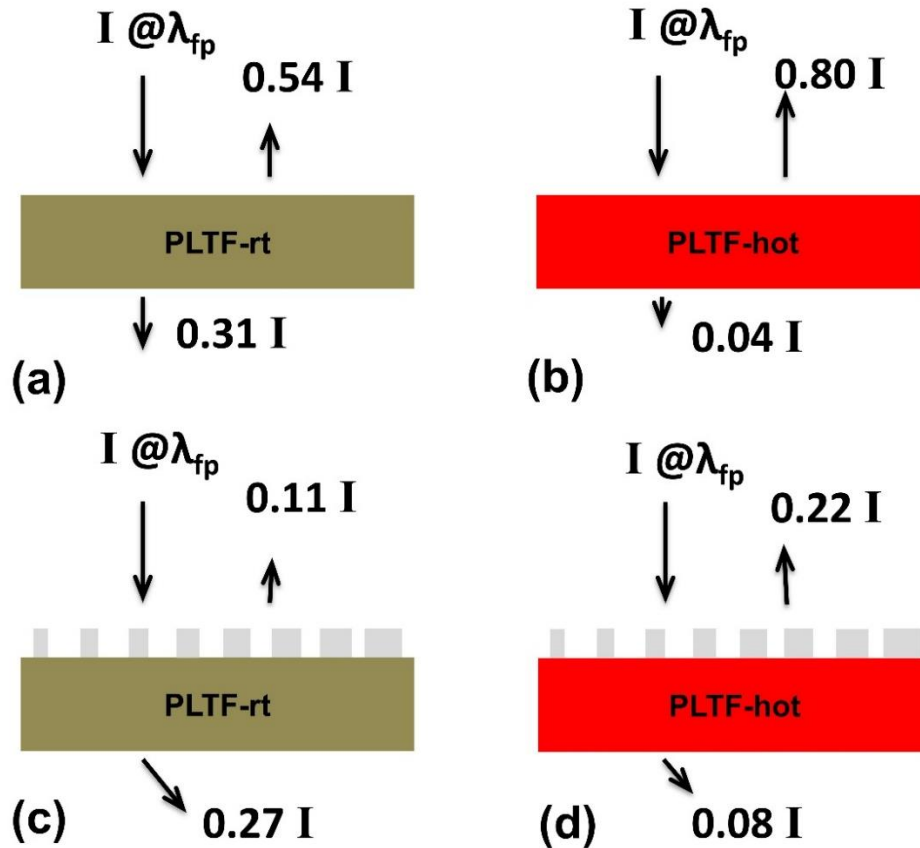 I @λfp
0.54 I
PLTF-rt
0.31 I
(a)
I @λfp
0.80 I
PLTF-hot
0.04 I
(b)
I @λfp
0.11 I
PLTF-rt
0.27 I
(c)
I @λfp
0.22 I
PLTF-hot
0.08 I
(d)